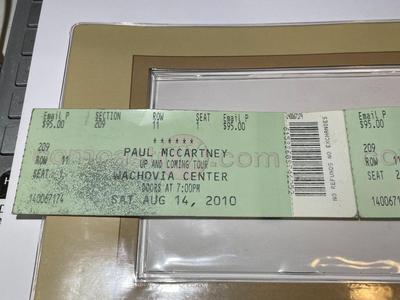 Email P SECTION ROW SEAT Email P
$95.00 209 11 1 $95.00
209
ROW 11
SEAT 1
140067174
******
PAUL MCCARTNEY
UP AND COMING TOUR
WACHOVIA CENTER
DOORS AT 7:00PM
SAT AUG 14, 2010
NO REFUNDS NO EXCHANGES
Email P
$95.00
209
ROW 11
SEAT 2
14006717